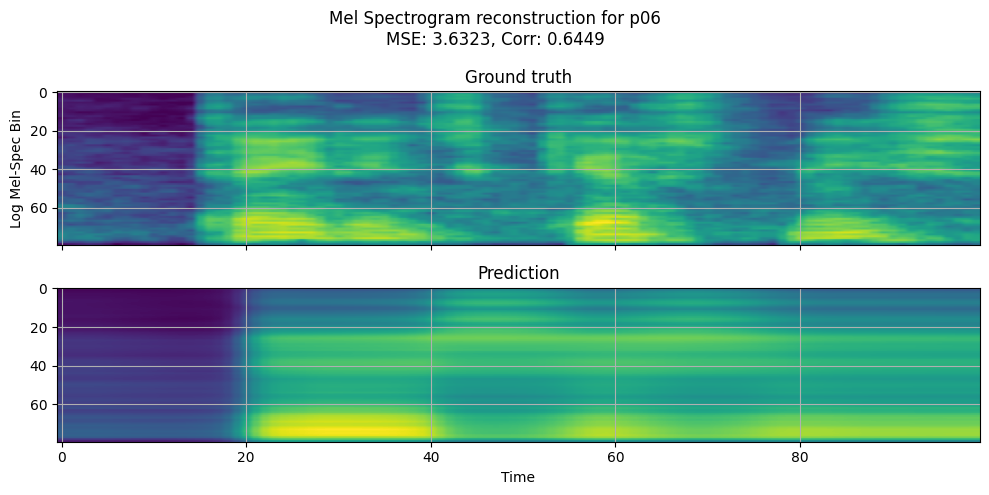 Mel Spectrogram reconstruction for p06
MSE: 3.6323, Corr: 0.6449
Ground truth
Log Mel-Spec Bin
0
20
40
60
Prediction
0
20
40
60
0 20 40 60 80
Time